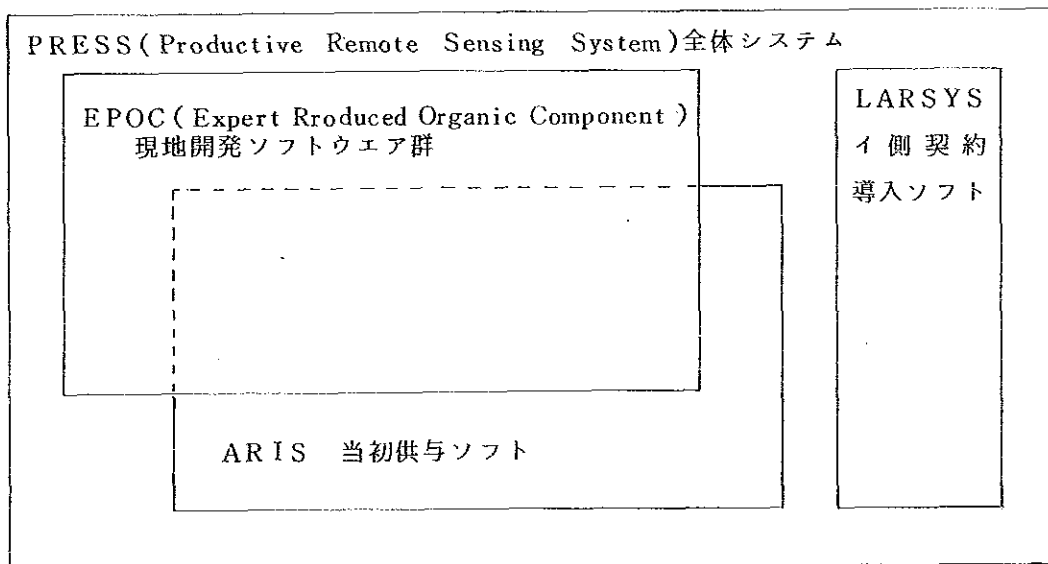 PRESS(Productive Remote Sensing System)全体システム
EPOC(Expert Rroduced Organic Component)
現地開発ソフトウエア群
ARIS 当初供与ソフト
LARSYS
イ側契約
導入ソフト